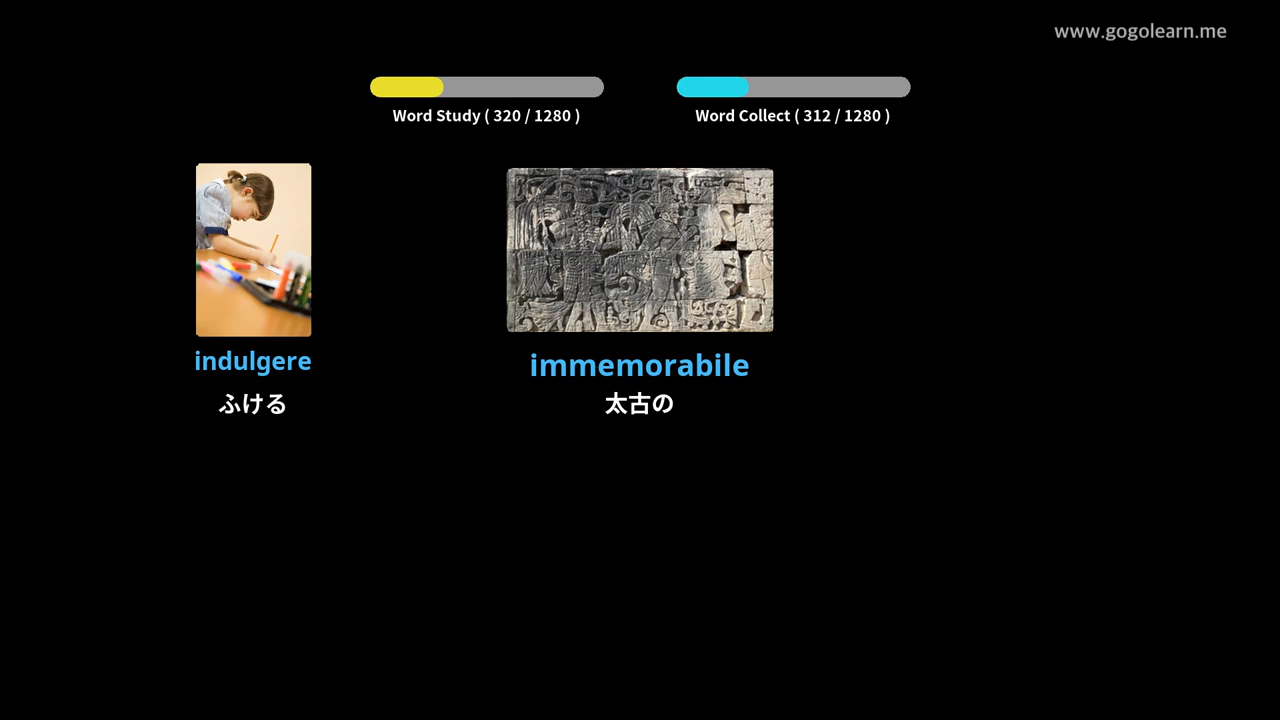 www.gogolearn.me
Word Study ( 320 / 1280 )
Word Collect ( 312 / 1280 )
indulgere
ふける
immemorabile
太古の